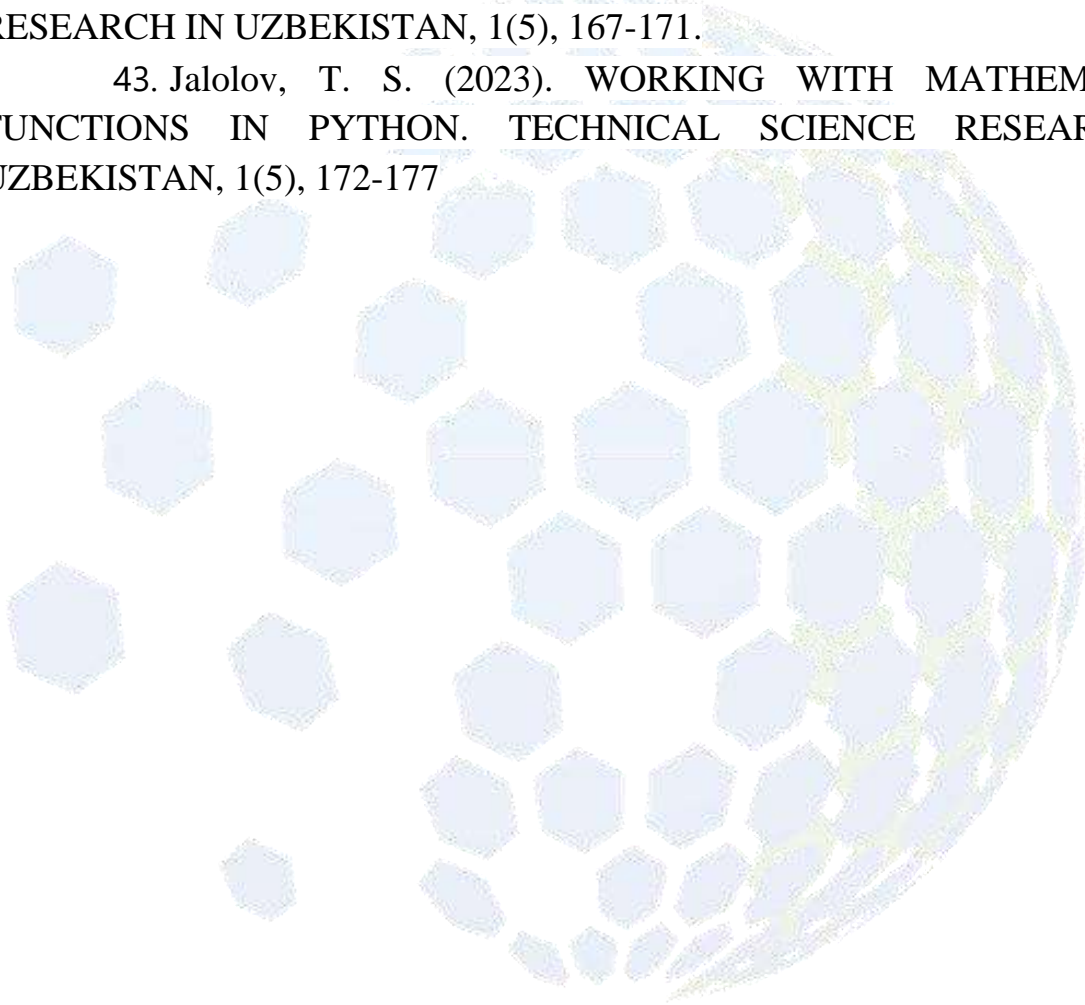 RESEARCH IN UZBEKISTAN, 1(5), 167-171.
43. Jalolov, T. S. (2023). WORKING WITH MATHEM
FUNCTIONS IN PYTHON. TECHNICAL SCIENCE RESEAR
UZBEKISTAN, 1(5), 172-177